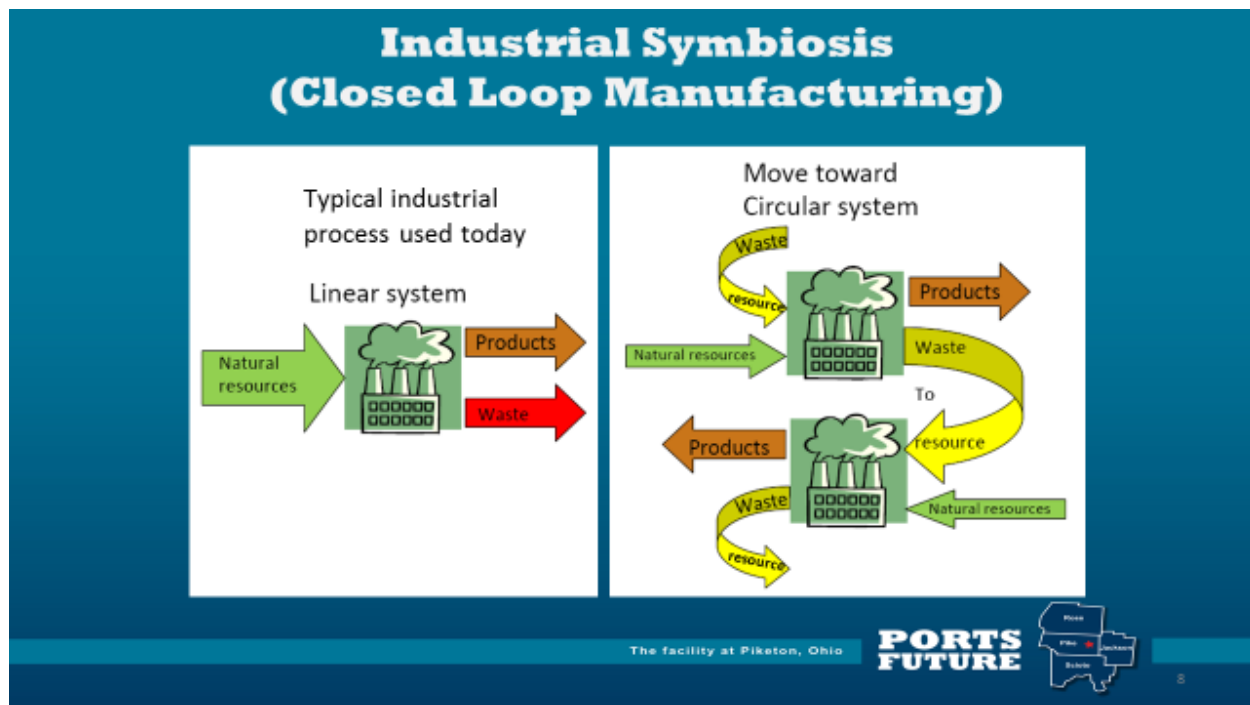 Industrial Symbiosis
(Closed Loop Manufacturing)
Typical industrial
process used today
Linear system
Natural
resources
Products
Waste
Move toward
Circular system
Waste
resource
Products
Natural resources
Waste
To
resource
Products
Waste
Natural resources
resource
The facility at Piketon, Ohio
PORTS
FUTURE
Ross
Pike
Jackson
Scioto
8